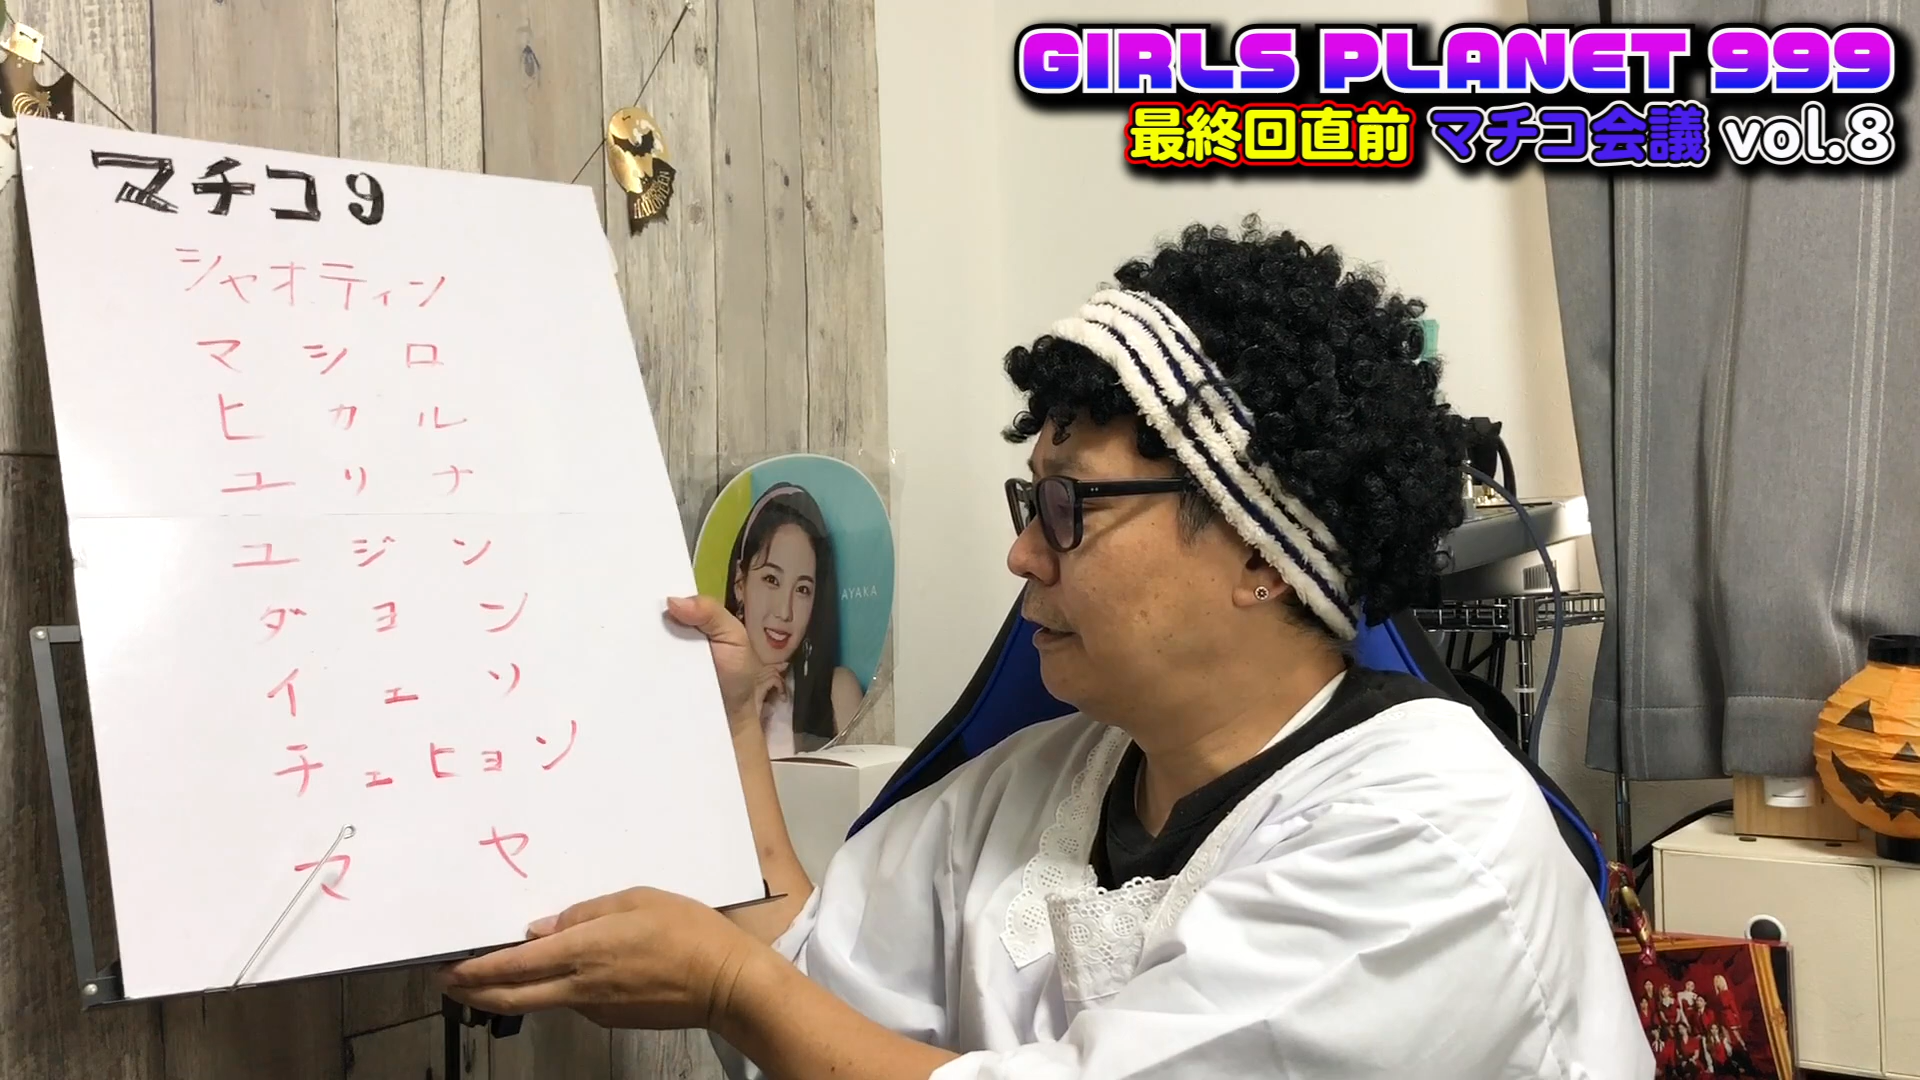 GIRLS PLANET 999
最終回直前 マチコ会議 vol.8
マチコ9
シャオティン
マシロ
ヒカル
ユリナ
ユジン
ダヨン
イェソ
チェヒョン
マヤ
AYAKA
HALLOWEEN